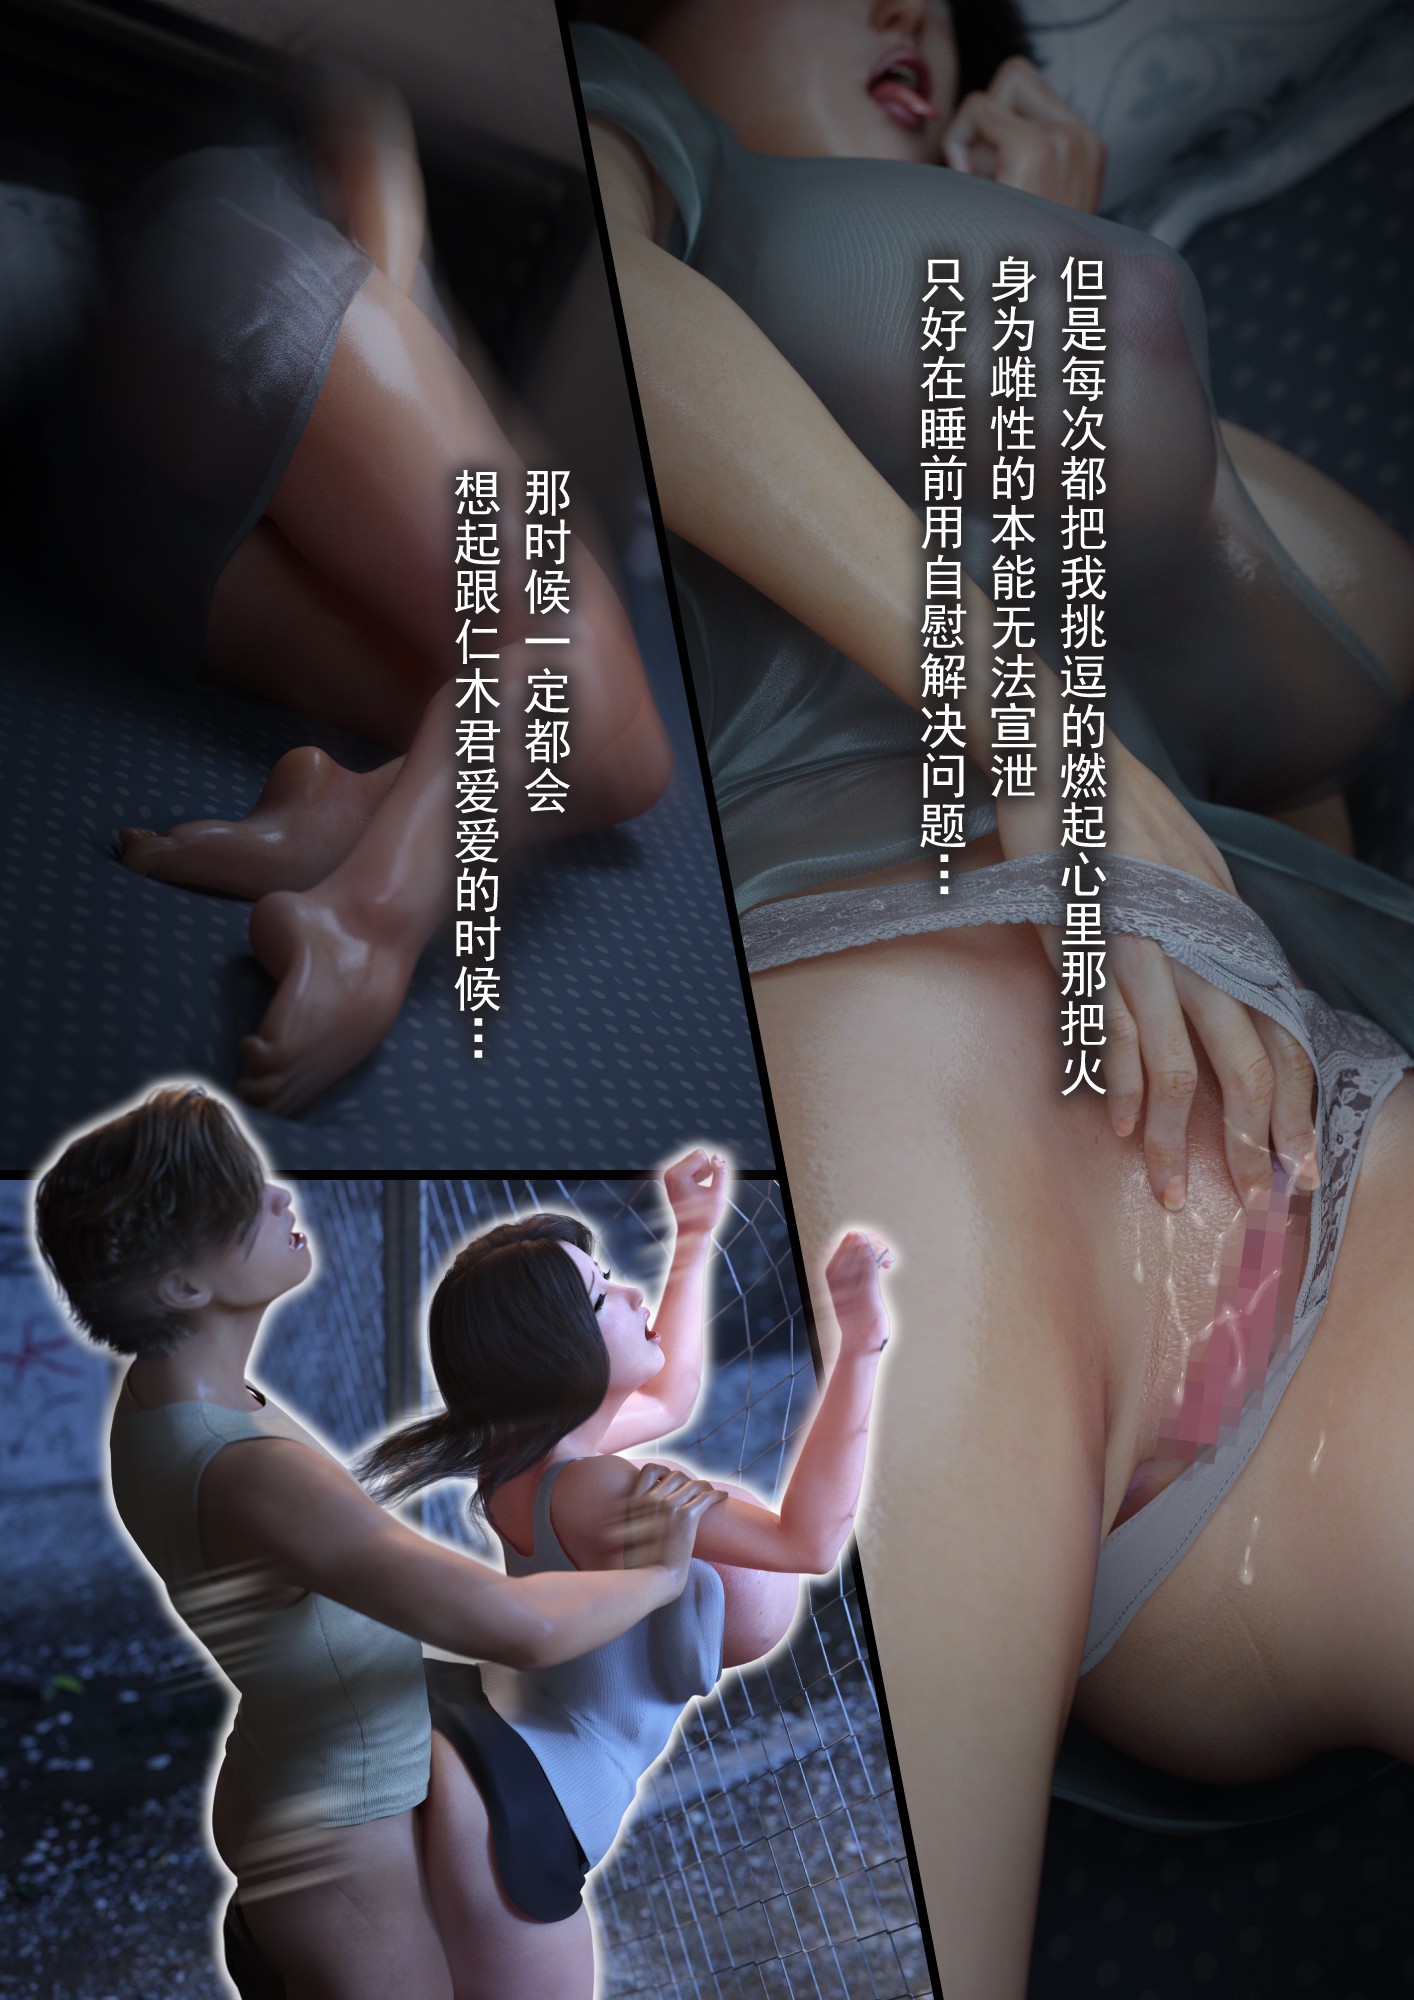 但是每次都把我挑逗的燃起心里那把火
身为雌性的本能无法宣泄
只好在睡前用自慰解决问题…
那时候一定都会
想起跟仁木君爱爱的时候…